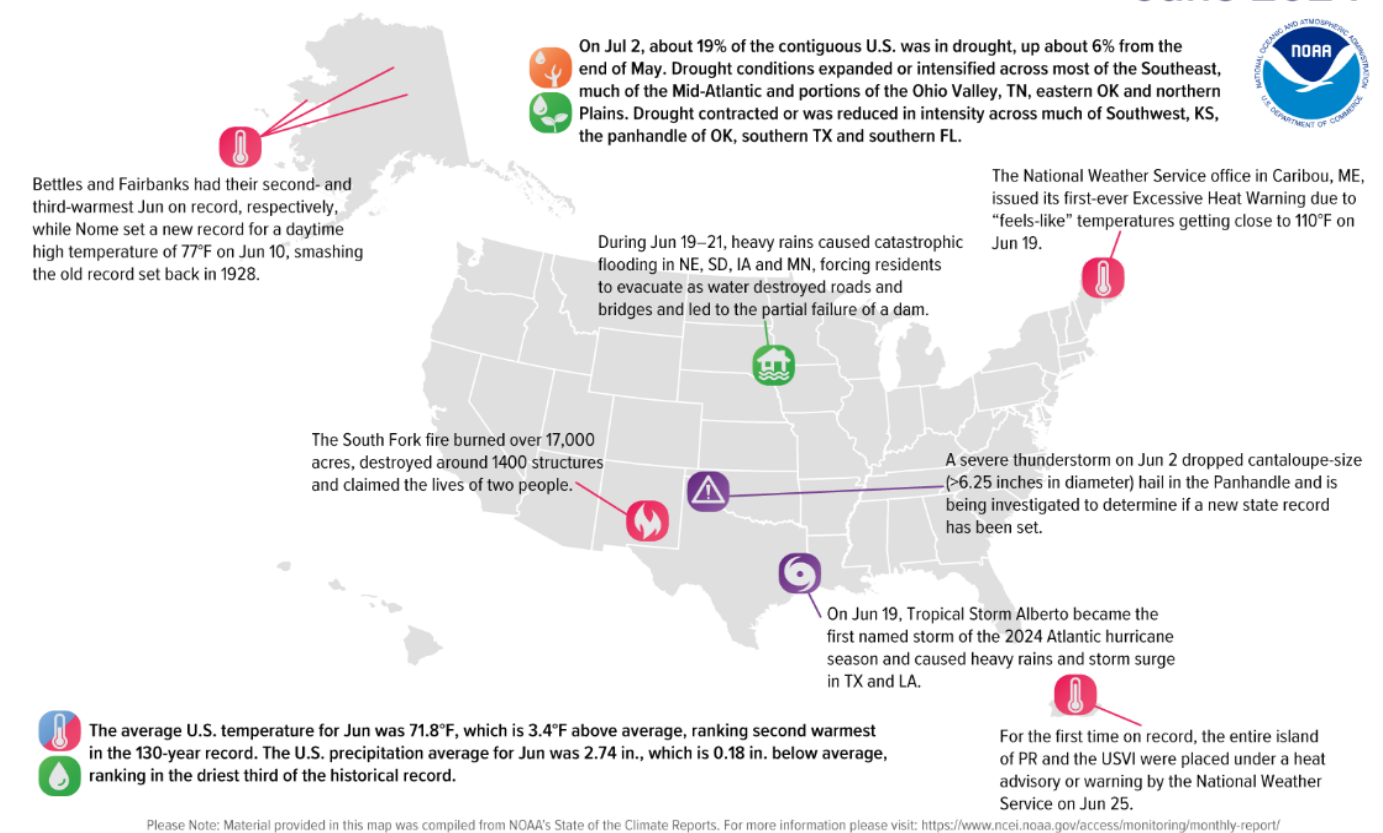 On Jul 2, about 19% of the contiguous U.S. was in drought, up about 6% from the
end of May. Drought conditions expanded or intensified across most of the Southeast,
much of the Mid-Atlantic and portions of the Ohio Valley, TN, eastern OK and northern
Plains. Drought contracted or was reduced in intensity across much of Southwest, KS,
the panhandle of OK, southern TX and southern FL.
NATIONAL OCEANIC AND ATMOSPHERIC ADMINISTRATION
NOAA
U.S. DEPARTMENT OF COMMERCE
Bettles and Fairbanks had their second- and
third-warmest Jun on record, respectively,
while Nome set a new record for a daytime
high temperature of 77°F on Jun 10, smashing
the old record set back in 1928.
The National Weather Service office in Caribou, ME,
issued its first-ever Excessive Heat Warning due to
“feels-like” temperatures getting close to 110°F on
Jun 19.
During Jun 19–21, heavy rains caused catastrophic
flooding in NE, SD, IA and MN, forcing residents
to evacuate as water destroyed roads and
bridges and led to the partial failure of a dam.
The South Fork fire burned over 17,000
acres, destroyed around 1400 structures
and claimed the lives of two people.
A severe thunderstorm on Jun 2 dropped cantaloupe-size
(>6.25 inches in diameter) hail in the Panhandle and is
being investigated to determine if a new state record
has been set.
On Jun 19, Tropical Storm Alberto became the
first named storm of the 2024 Atlantic hurricane
season and caused heavy rains and storm surge
in TX and LA.
The average U.S. temperature for Jun was 71.8°F, which is 3.4°F above average, ranking second warmest
in the 130-year record. The U.S. precipitation average for Jun was 2.74 in., which is 0.18 in. below average,
ranking in the driest third of the historical record.
For the first time on record, the entire island
of PR and the USVI were placed under a heat
advisory or warning by the National Weather
Service on Jun 25.
Please Note: Material provided in this map was compiled from NOAA's State of the Climate Reports. For more information please visit: https://www.ncei.noaa.gov/access/monitoring/monthly-report/